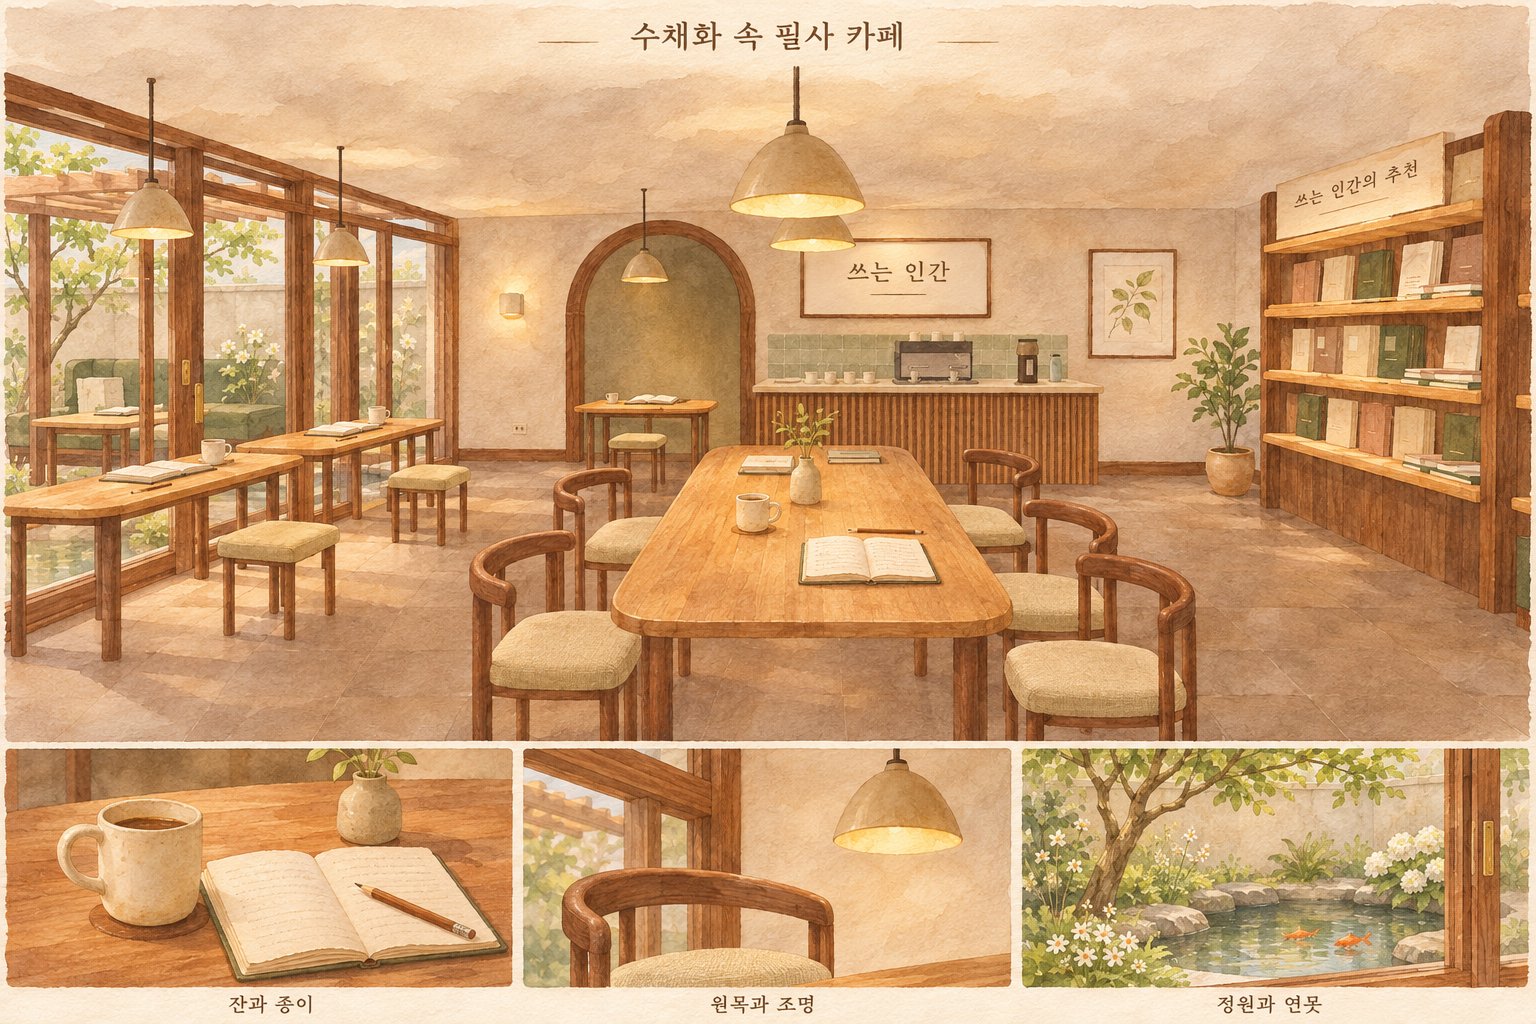 수채화 속 필사 카페
쓰는 인간의 추천
쓰는 인간
잔과 종이
원목과 조명
정원과 연못